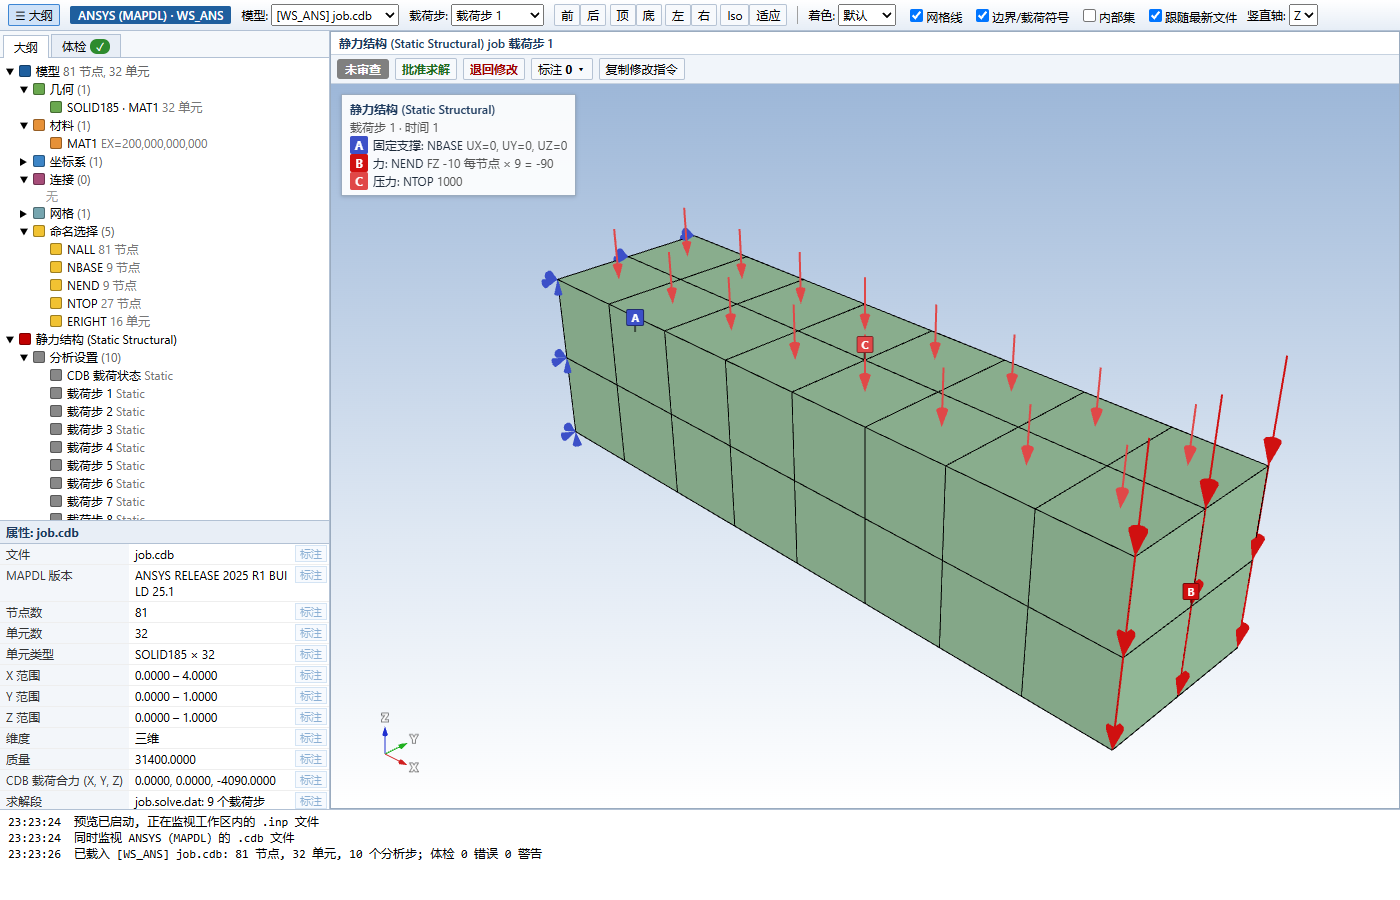 ☰ 大纲 ANSYS (MAPDL) · WS_ANS 模型: [WS_ANS] job.cdb 载荷步: 载荷步 1 前 后 顶 底 左 右 Iso 适应 着色: 默认 网格线 边界/载荷符号 内部集 跟随最新文件 竖直轴: Z
大纲 体检 ✓
模型 81 节点, 32 单元
几何 (1)
SOLID185 · MAT1 32 单元
材料 (1)
MAT1 EX=200,000,000,000
坐标系 (1)
连接 (0)
无
网格 (1)
命名选择 (5)
NALL 81 节点
NBASE 9 节点
NEND 9 节点
NTOP 27 节点
ERIGHT 16 单元
静力结构 (Static Structural)
分析设置 (10)
CDB 载荷状态 Static
载荷步 1 Static
载荷步 2 Static
载荷步 3 Static
载荷步 4 Static
载荷步 5 Static
载荷步 6 Static
载荷步 7 Static
载荷步 8 Static
属性: job.cdb
文件 job.cdb 标注
MAPDL 版本 ANSYS RELEASE 2025 R1 BUI 标注
LD 25.1
节点数 81 标注
单元数 32 标注
单元类型 SOLID185 × 32 标注
X 范围 0.0000 – 4.0000 标注
Y 范围 0.0000 – 1.0000 标注
Z 范围 0.0000 – 1.0000 标注
维度 三维 标注
质量 31400.0000 标注
CDB 载荷合力 (X, Y, Z) 0.0000, 0.0000, -4090.0000 标注
求解段 job.solve.dat: 9 个载荷步 标注
静力结构 (Static Structural) job 载荷步 1
未审查 批准求解 退回修改 标注 0 ▾ 复制修改指令
静力结构 (Static Structural)
载荷步 1 · 时间 1
A 固定支撑: NBASE UX=0, UY=0, UZ=0
B 力: NEND FZ -10 每节点 × 9 = -90
C 压力: NTOP 1000
A
C
B
Z
Y
X
23:23:24 预览已启动, 正在监视工作区内的 .inp 文件
23:23:24 同时监视 ANSYS (MAPDL) 的 .cdb 文件
23:23:26 已载入 [WS_ANS] job.cdb: 81 节点, 32 单元, 10 个分析步; 体检 0 错误 0 警告